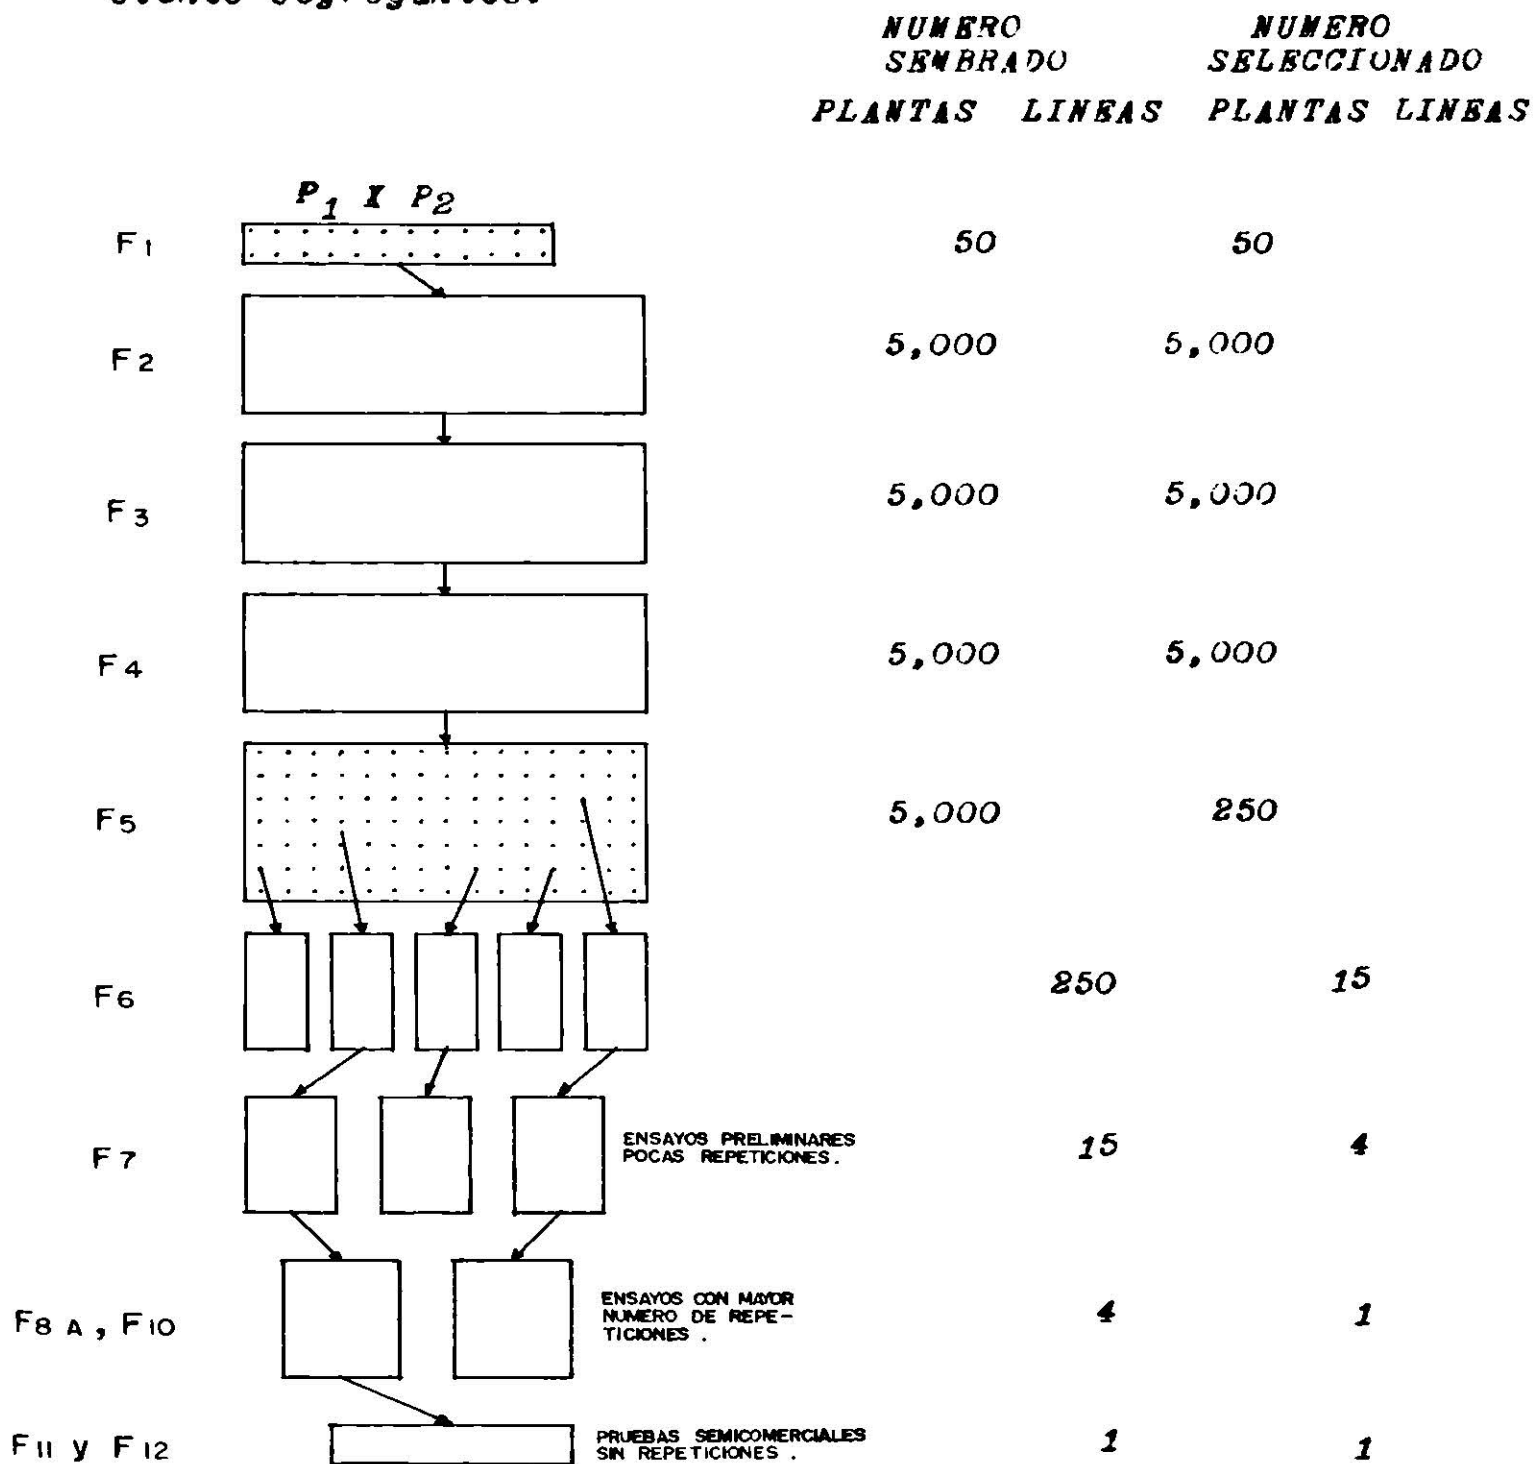 NUMERO NUMERO
SEMBRADO SELECCIONADO
PLANTAS LINEAS PLANTAS LINEAS
P1 X P2
F1 50 50
F2 5,000 5,000
F3 5,000 5,000
F4 5,000 5,000
F5 5,000 250
F6 250 15
F7 ENSAYOS PRELIMINARES 15 4
POCAS REPETICIONES.
ENSAYOS CON MAYOR
F8 A, F10 NUMERO DE REPE- 4 1
TICIONES.
F11 y F12 PRUEBAS SEMICOMERCIALES 1 1
SIN REPETICIONES.